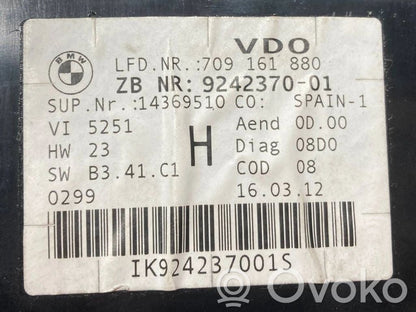 BMW
VDO
LFD.NR.:709 161 880
ZB NR: 9242370-01
SUP.Nr.:14369510 CO: SPAIN-1
VI 5251 Aend 0D.00
HW 23 H Diag 08D0
SW B3.41.C1 COD 08
0299 16.03.12
IK924237001S
OVOKO